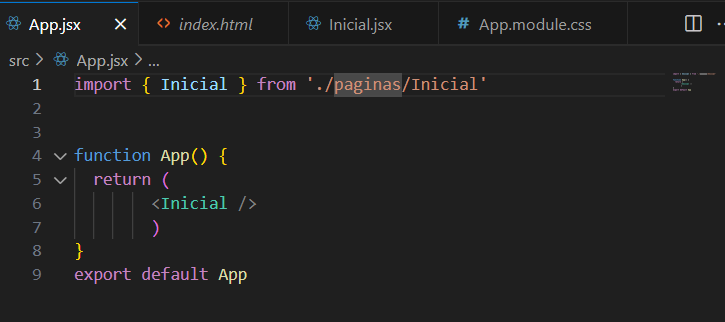 App.jsx
index.html
Inicial.jsx
# App.module.css
src > App.jsx > ...
1 import { Inicial } from './paginas/Inicial'
2
3
4 function App() {
5 return (
6 <Inicial />
7 )
8 }
9 export default App